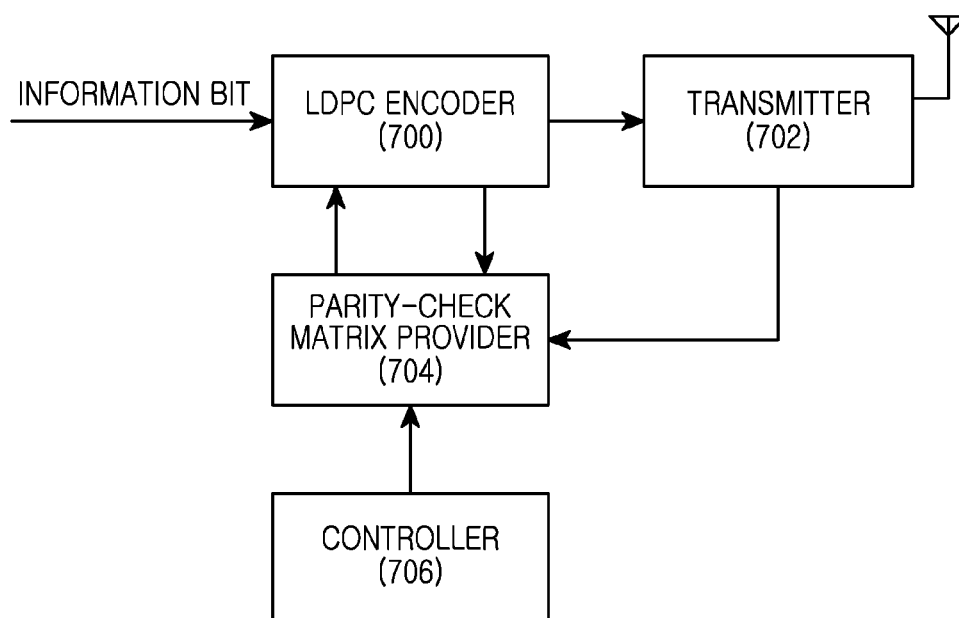 INFORMATION BIT
LDPC ENCODER
(700)
TRANSMITTER
(702)
PARITY-CHECK
MATRIX PROVIDER
(704)
CONTROLLER
(706)